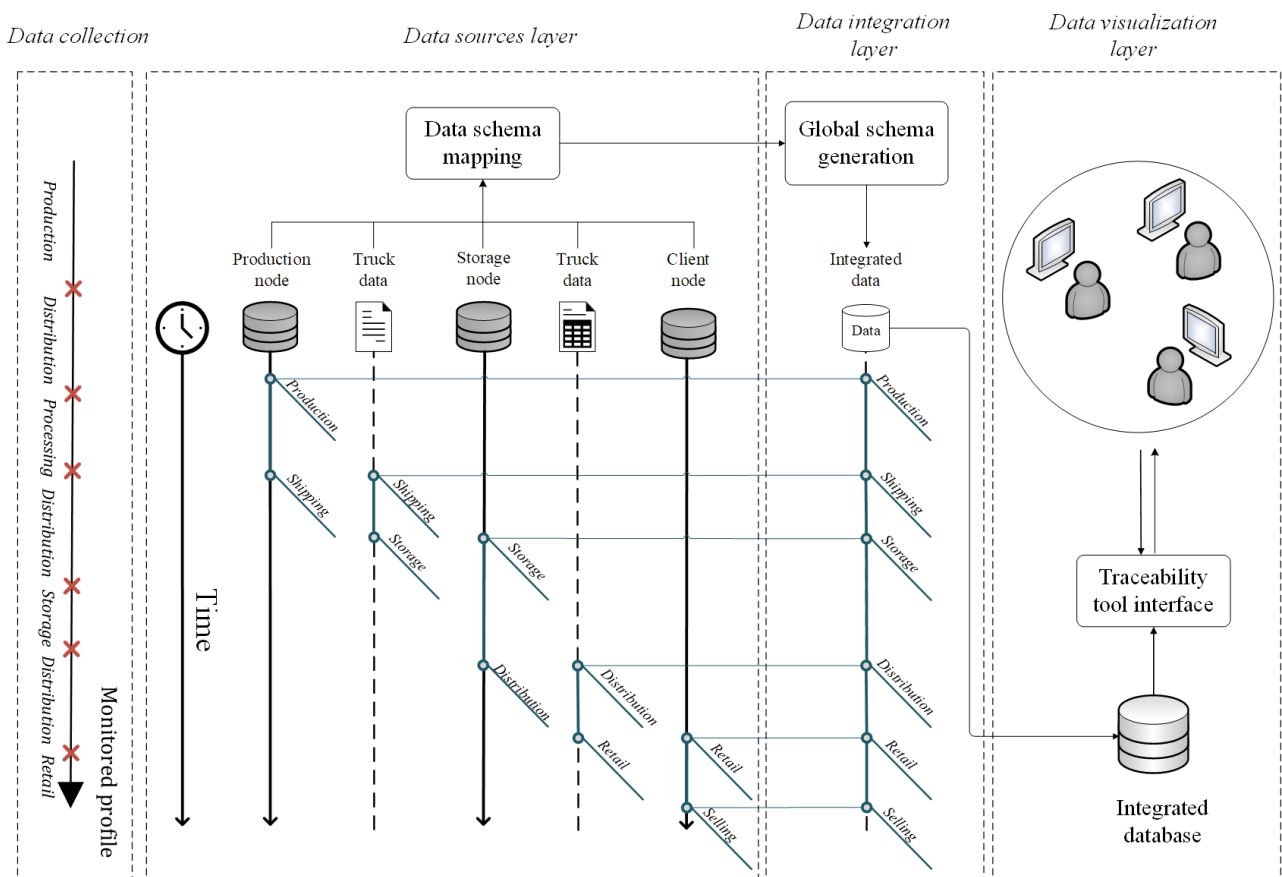 Data collection
Data sources layer
Data integration
layer
Data visualization
layer
Data schema
mapping
Global schema
generation
Production
Distribution
Processing
Distribution
Storage
Distribution
Retail
Monitored profile
Time
Production
node
Truck
data
Storage
node
Truck
data
Client
node
Integrated
data
Data
Production
Shipping
Shipping
Storage
Storage
Distribution
Distribution
Retail
Retail
Selling
Production
Shipping
Storage
Distribution
Retail
Selling
Traceability
tool interface
Integrated
database